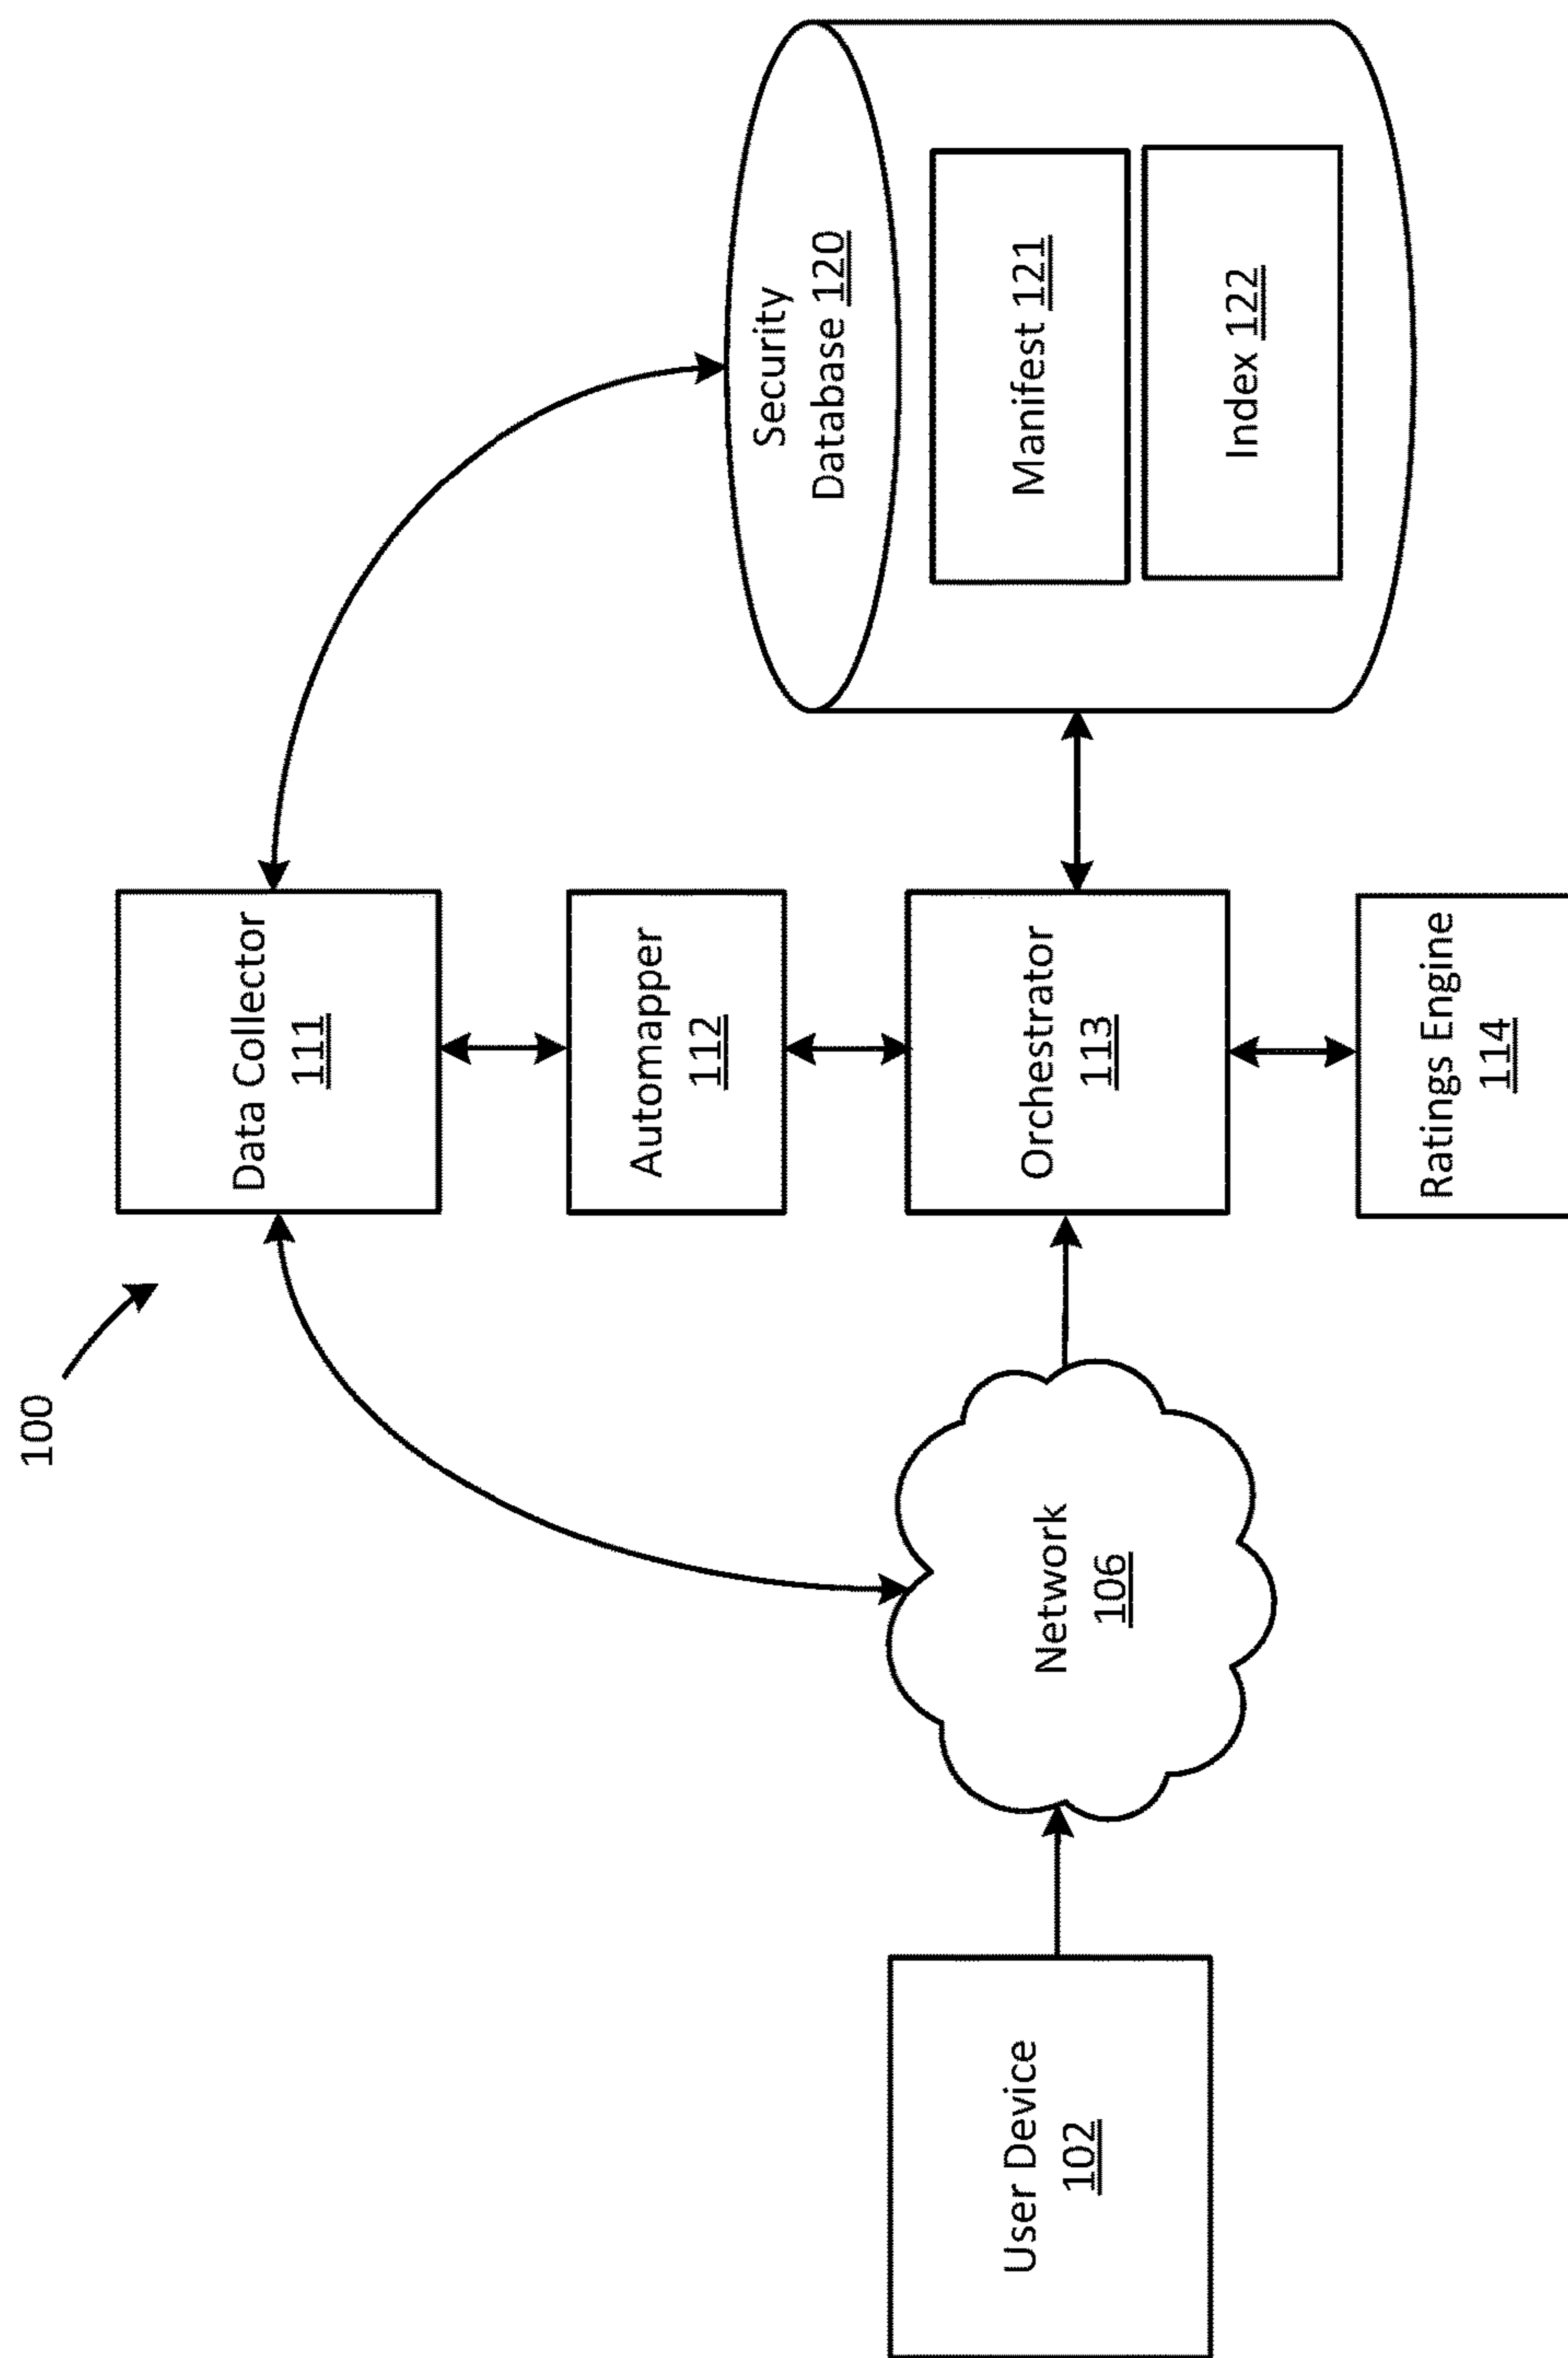 100
Data Collector
111
Automapper
112
Orchestrator
113
Ratings Engine
114
User Device
102
Network
106
Security
Database 120
Manifest 121
Index 122